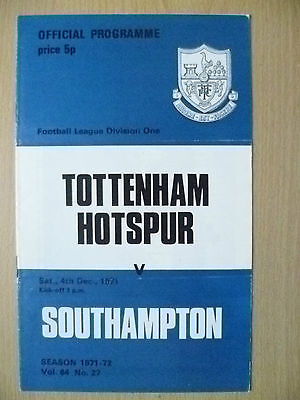 OFFICIAL PROGRAMME
price 5p
Football League Division One
TOTTENHAM
HOTSPUR
v
Sat., 4th Dec., 1971
Kick-off 3 p.m.
SOUTHAMPTON
SEASON 1971-72
Vol. 64 No. 27